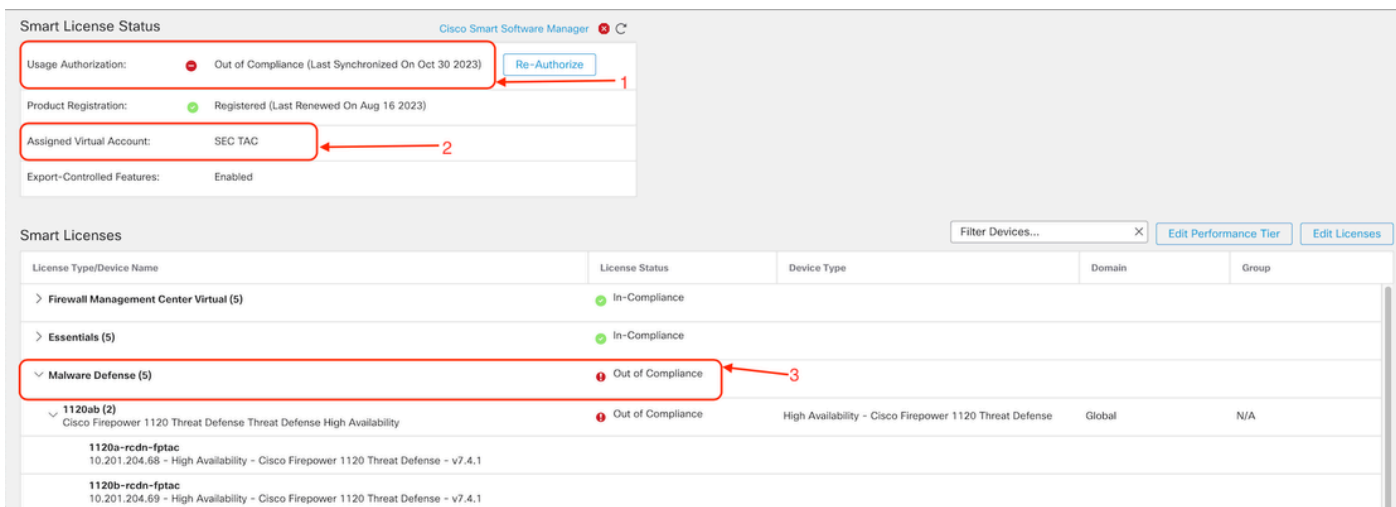 Smart License Status
Cisco Smart Software Manager
Usage Authorization: Out of Compliance (Last Synchronized On Oct 30 2023) Re-Authorize
1
Product Registration: Registered (Last Renewed On Aug 16 2023)
Assigned Virtual Account: SEC TAC
2
Export-Controlled Features: Enabled
Smart Licenses
Filter Devices... Edit Performance Tier Edit Licenses
License Type/Device Name License Status Device Type Domain Group
Firewall Management Center Virtual (5) In-Compliance
Essentials (5) In-Compliance
Malware Defense (5) Out of Compliance
3
1120ab (2)
Cisco Firepower 1120 Threat Defense Threat Defense High Availability Out of Compliance High Availability - Cisco Firepower 1120 Threat Defense Global N/A
1120a-rcdn-fptac
10.201.204.68 - High Availability - Cisco Firepower 1120 Threat Defense - v7.4.1
1120b-rcdn-fptac
10.201.204.69 - High Availability - Cisco Firepower 1120 Threat Defense - v7.4.1